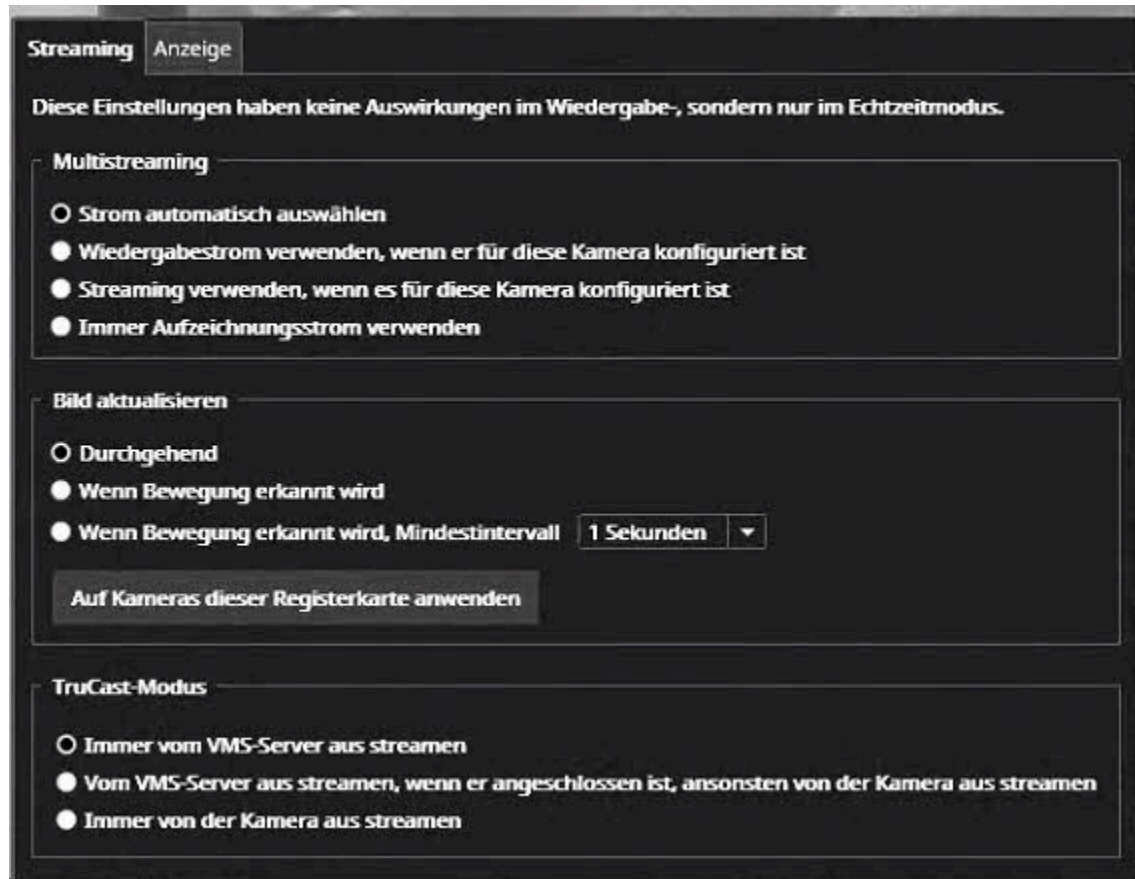 Streaming Anzeige
Diese Einstellungen haben keine Auswirkungen im Wiedergabe-, sondern nur im Echtzeitmodus.
Multistreaming
Strom automatisch auswählen
Wiedergabestrom verwenden, wenn er für diese Kamera konfiguriert ist
Streaming verwenden, wenn es für diese Kamera konfiguriert ist
Immer Aufzeichnungsstrom verwenden
Bild aktualisieren
Durchgehend
Wenn Bewegung erkannt wird
Wenn Bewegung erkannt wird, Mindestintervall 1 Sekunden
Auf Kameras dieser Registerkarte anwenden
TruCast-Modus
Immer vom VMS-Server aus streamen
Vom VMS-Server aus streamen, wenn er angeschlossen ist, ansonsten von der Kamera aus streamen
Immer von der Kamera aus streamen